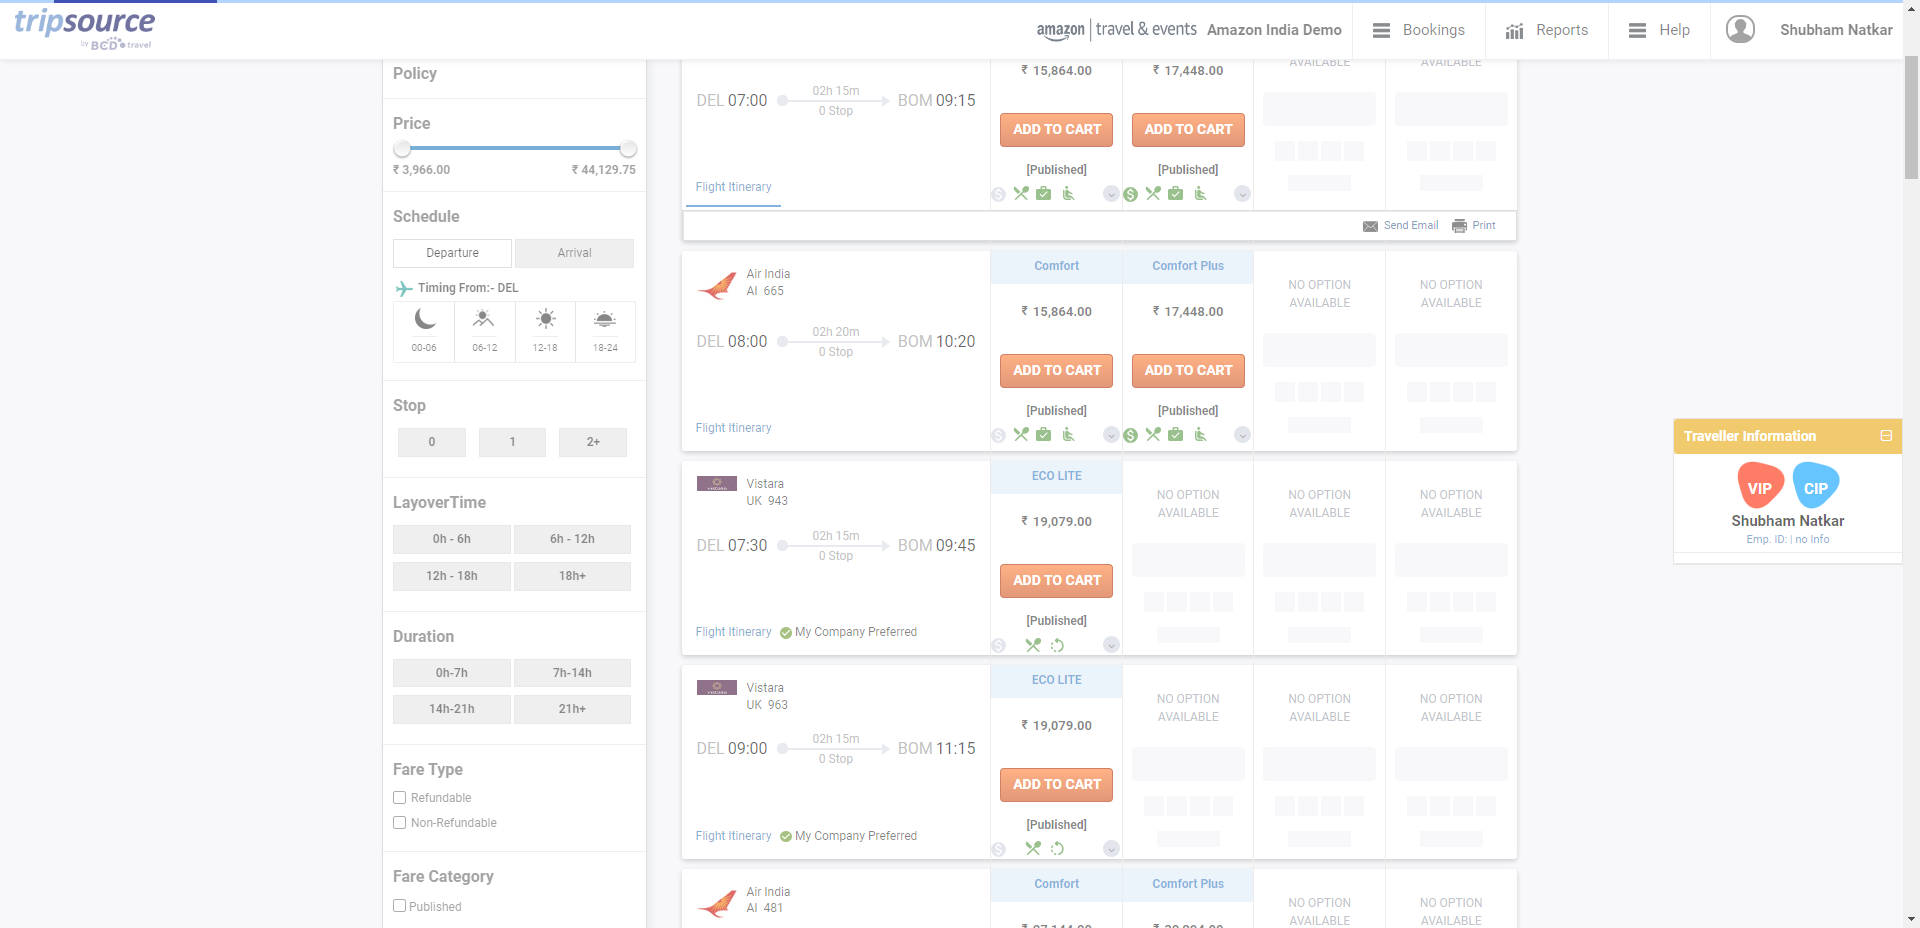 tripsource
by BCD travel
amazon travel & events Amazon India Demo
Bookings
Reports
Help
Shubham Natkar
Policy
Price
₹ 3,966.00 ₹ 44,129.75
Schedule
Departure Arrival
Timing From:- DEL
00-06 06-12 12-18 18-24
Stop
0 1 2+
LayoverTime
0h - 6h 6h - 12h
12h - 18h 18h+
Duration
0h-7h 7h-14h
14h-21h 21h+
Fare Type
Refundable
Non-Refundable
Fare Category
Published
DEL 07:00 02h 15m 0 Stop BOM 09:15
Flight Itinerary
₹ 15,864.00
ADD TO CART
[Published]
₹ 17,448.00
ADD TO CART
[Published]
AVAILABLE
AVAILABLE
Send Email Print
Air India
AI 665
DEL 08:00 02h 20m 0 Stop BOM 10:20
Flight Itinerary
Comfort
₹ 15,864.00
ADD TO CART
[Published]
Comfort Plus
₹ 17,448.00
ADD TO CART
[Published]
NO OPTION
AVAILABLE
NO OPTION
AVAILABLE
Vistara
UK 943
DEL 07:30 02h 15m 0 Stop BOM 09:45
Flight Itinerary My Company Preferred
ECO LITE
₹ 19,079.00
ADD TO CART
[Published]
NO OPTION
AVAILABLE
NO OPTION
AVAILABLE
NO OPTION
AVAILABLE
Vistara
UK 963
DEL 09:00 02h 15m 0 Stop BOM 11:15
Flight Itinerary My Company Preferred
ECO LITE
₹ 19,079.00
ADD TO CART
[Published]
NO OPTION
AVAILABLE
NO OPTION
AVAILABLE
NO OPTION
AVAILABLE
Air India
AI 481
Comfort
Comfort Plus
NO OPTION
AVAILABLE
NO OPTION
AVAILABLE
Traveller Information
VIP CIP
Shubham Natkar
Emp. ID: | no Info